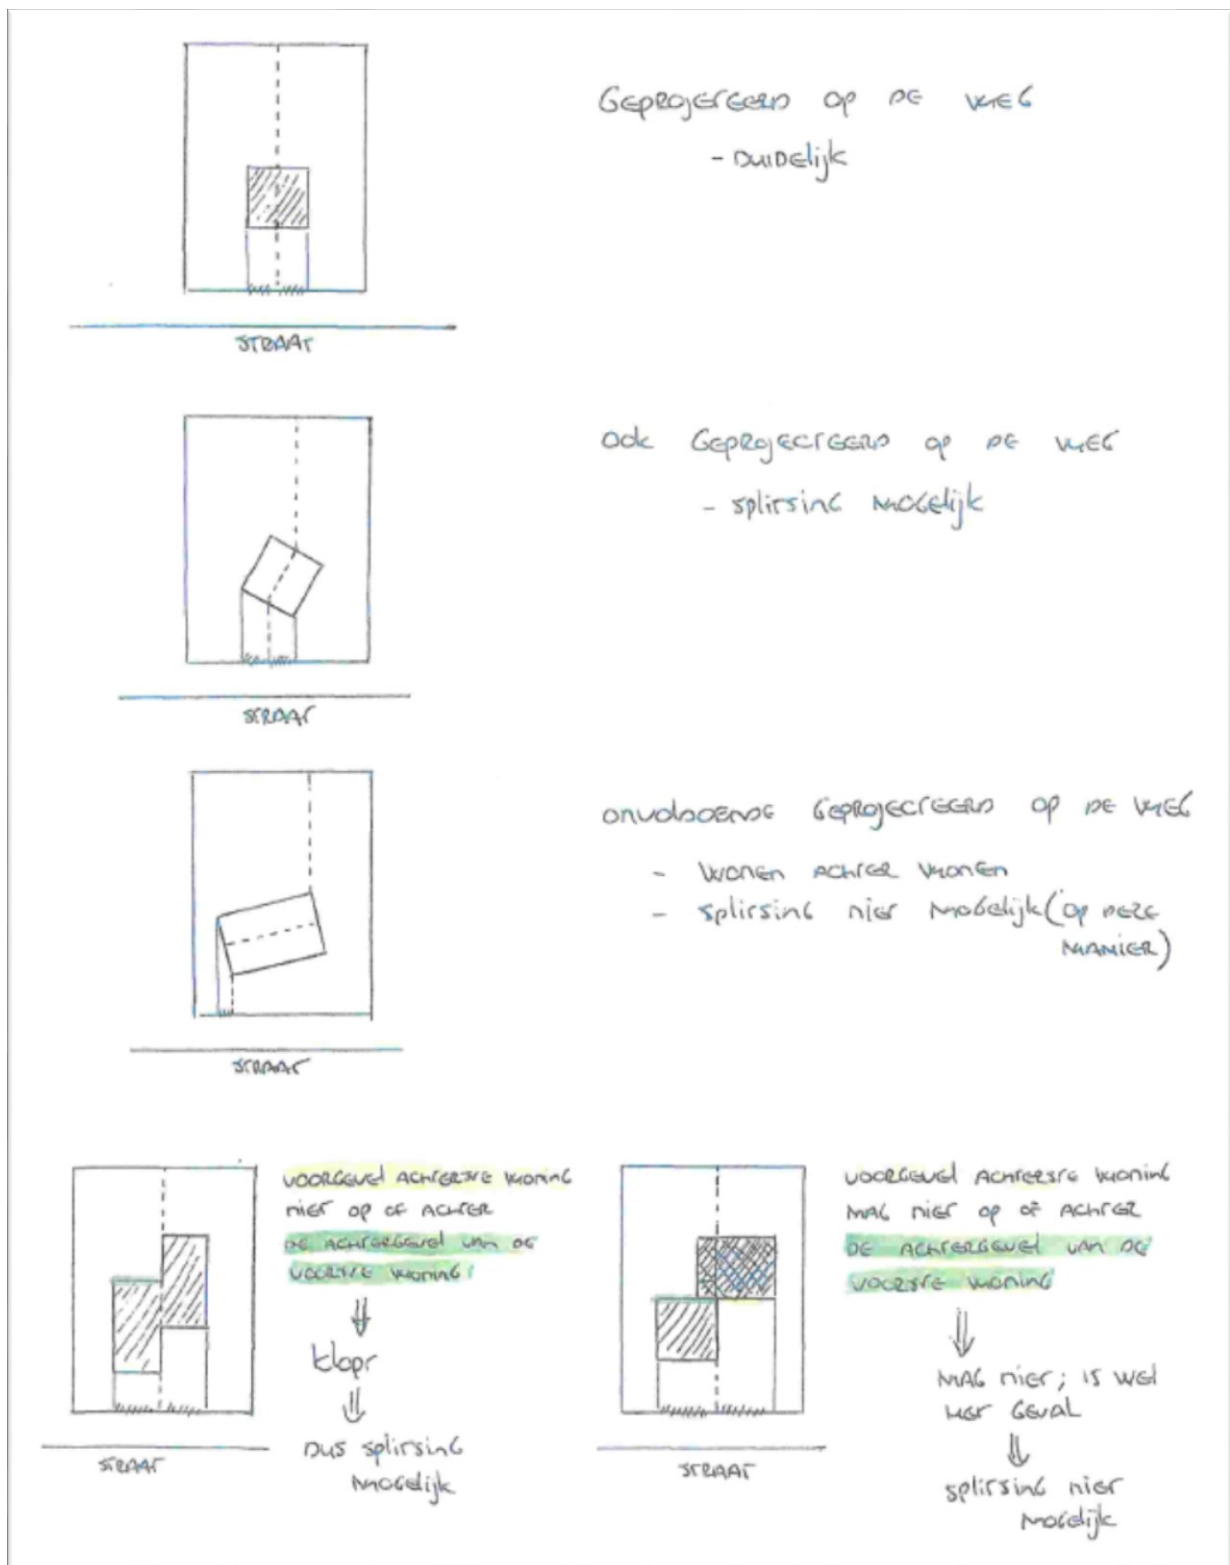 GEPROJETEERD OP DE WEG
- DUIDELIJK
STRAAT
OOK GEPROJECTEERD OP DE WEG
- SPLITSING MOGELIJK
STRAAT
ONVOLDOENDE GEPROJECTEERD OP DE WEG
- WONEN ACHTER WONEN
- SPLITSING NIET MOGELIJK (OP DEZE
MANIER)
STRAAT
VOORGEVEL ACHTERSTE WONING
NIET OP OF ACHTER
DE ACHTERGEVEL VAN DE
VOORSTE WONING
KLOPT
DUS SPLITSING
MOGELIJK
STRAAT
VOORGEVEL ACHTERSTE WONING
MAG NIET OP OF ACHTER
DE ACHTERGEVEL VAN DE
VOORSTE WONING
MAG NIET; IS WEL
HET GEVAL
SPLITSING NIET
MOGELIJK
STRAAT